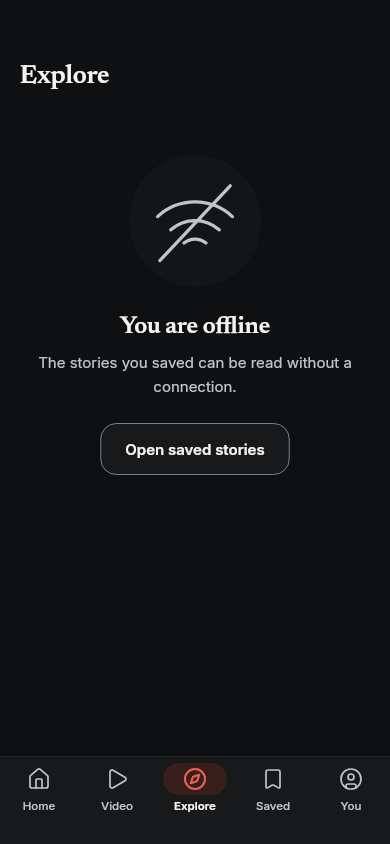 Explore
You are offline
The stories you saved can be read without a
connection.
Open saved stories
Home
Video
Explore
Saved
You